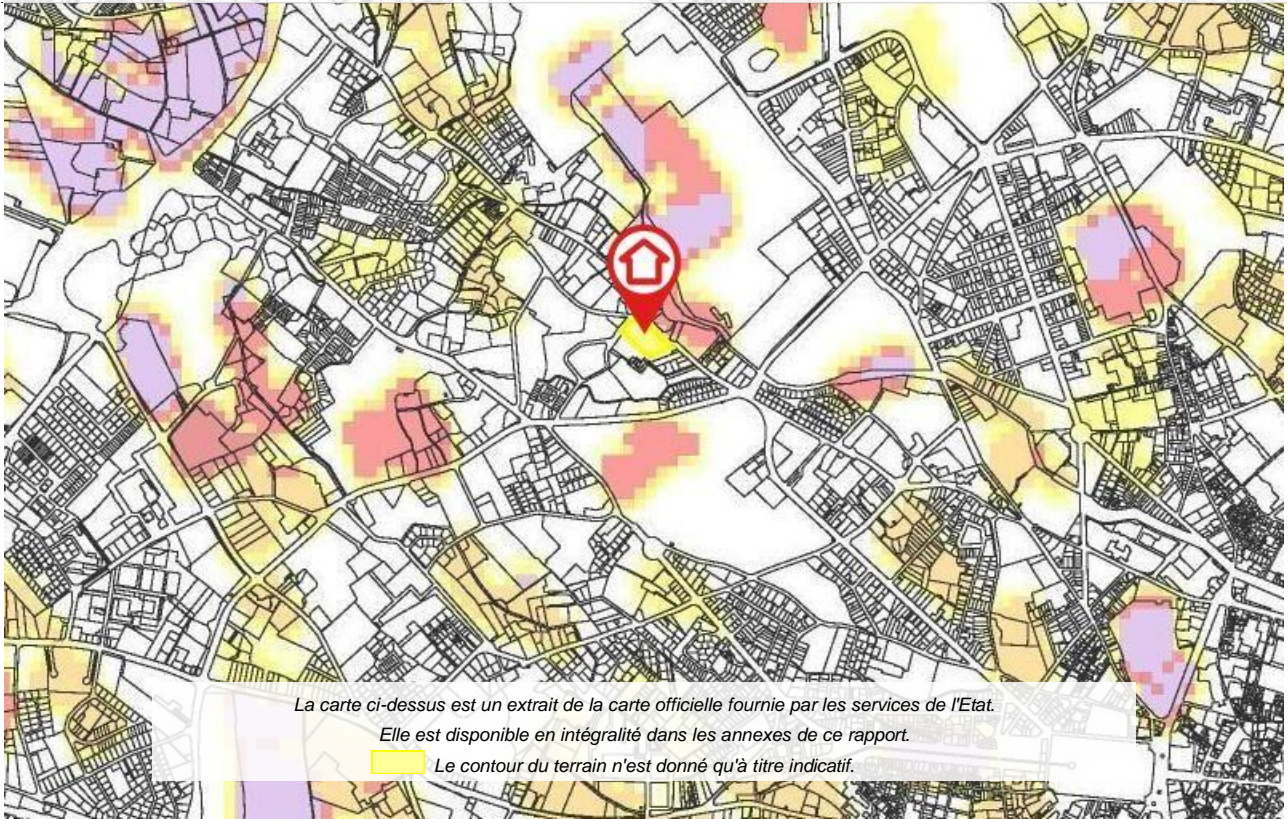 La carte ci-dessus est un extrait de la carte officielle fournie par les services de l'Etat.
Elle est disponible en intégralité dans les annexes de ce rapport.
Le contour du terrain n'est donné qu'à titre indicatif.